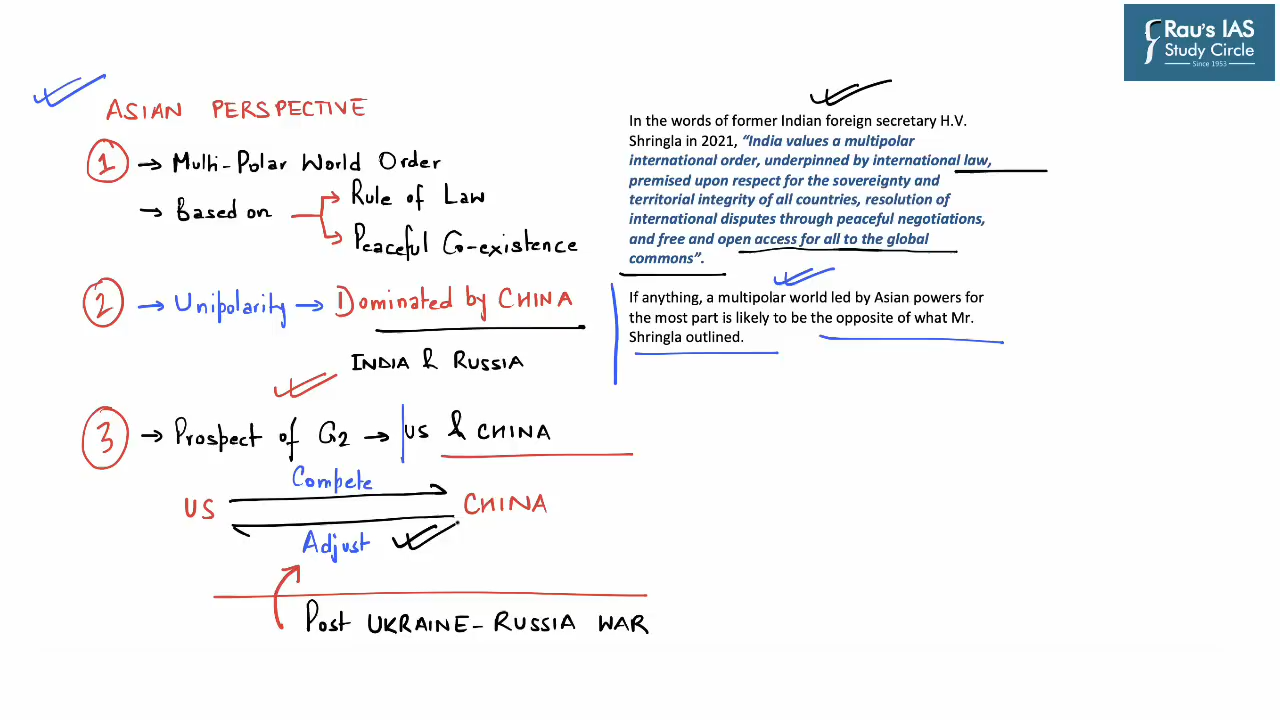 Rau's IAS
Study Circle
Since 1953
ASIAN PERSPECTIVE
1 → Multi-Polar World Order
→ Based on → Rule of Law
→ Peaceful Co-existence
2 → Unipolarity → Dominated by CHINA
INDIA & RUSSIA
3 → Prospect of G2 → US & CHINA
Compete
US CHINA
Adjust
Post UKRAINE-RUSSIA WAR
In the words of former Indian foreign secretary H.V.
Shringla in 2021, “India values a multipolar
international order, underpinned by international law,
premised upon respect for the sovereignty and
territorial integrity of all countries, resolution of
international disputes through peaceful negotiations,
and free and open access for all to the global
commons”.
If anything, a multipolar world led by Asian powers for
the most part is likely to be the opposite of what Mr.
Shringla outlined.